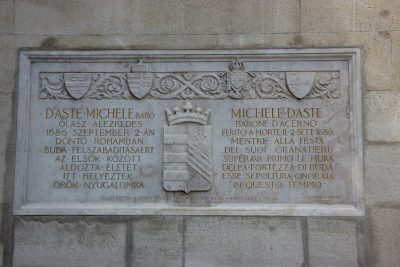 D'ASTE·MICHELE BÁRÓ
OLASZ ALEZREDES
1686·SZEPTEMBER·2·ÁN
DÖNTŐ·ROHAMBAN
BUDA FELSZABADÍTÁSÁÉRT
AZ ELSŐK KÖZÖTT
ÁLDOZTA ÉLETÉT
ITT HELYEZTÉK
ÖRÖK NYUGALOMRA
MICHELE·D'ASTE
BARONE·D'ACERNO
FERITO A MORTE IL 2 SETT 1686
MENTRE ALLA TESTA
DEI SUOI GRANATIERI
SUPERAVA PRIMO LE MURA
DELLA FORTEZZA DI BUDA
EBBE SEPOLTURA ONORATA
IN QUESTO TEMPIO